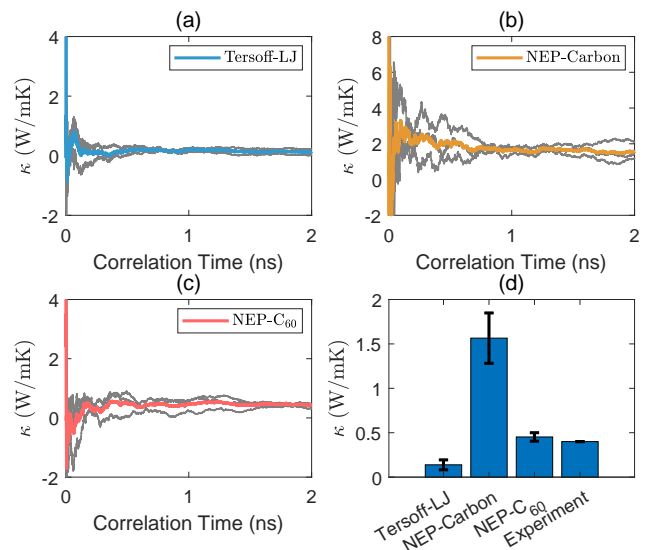 (a)
4
2
0
-2
κ (W/mK)
Tersoff-LJ
0
1
2
Correlation Time (ns)
(b)
8
6
4
2
0
-2
κ (W/mK)
NEP-Carbon
0
1
2
Correlation Time (ns)
(c)
4
2
0
-2
κ (W/mK)
NEP-C₆₀
0
1
2
Correlation Time (ns)
(d)
2
1.5
1
0.5
0
κ (W/mK)
Tersoff-LJ
NEP-Carbon
NEP-C₆₀
Experiment